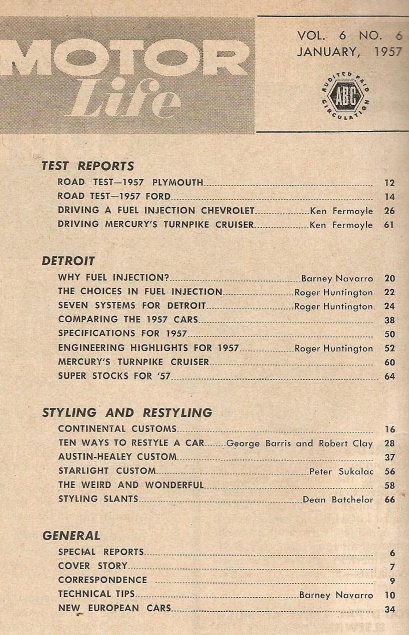 MOTOR
Life
VOL. 6 NO. 6
JANUARY, 1957
AUDITED PAID
ABC
CIRCULATION
TEST REPORTS
ROAD TEST—1957 PLYMOUTH 12
ROAD TEST—1957 FORD 14
DRIVING A FUEL INJECTION CHEVROLET Ken Fermoyle 26
DRIVING MERCURY'S TURNPIKE CRUISER Ken Fermoyle 61
DETROIT
WHY FUEL INJECTION? Barney Navarro 20
THE CHOICES IN FUEL INJECTION Roger Huntington 22
SEVEN SYSTEMS FOR DETROIT Roger Huntington 24
COMPARING THE 1957 CARS 38
SPECIFICATIONS FOR 1957 50
ENGINEERING HIGHLIGHTS FOR 1957 Roger Huntington 52
MERCURY'S TURNPIKE CRUISER 60
SUPER STOCKS FOR '57 64
STYLING AND RESTYLING
CONTINENTAL CUSTOMS 16
TEN WAYS TO RESTYLE A CAR George Barris and Robert Clay 28
AUSTIN-HEALEY CUSTOM 37
STARLIGHT CUSTOM Peter Sukalac 56
THE WEIRD AND WONDERFUL 58
STYLING SLANTS Dean Batchelor 66
GENERAL
SPECIAL REPORTS 6
COVER STORY 7
CORRESPONDENCE 9
TECHNICAL TIPS Barney Navarro 10
NEW EUROPEAN CARS 34